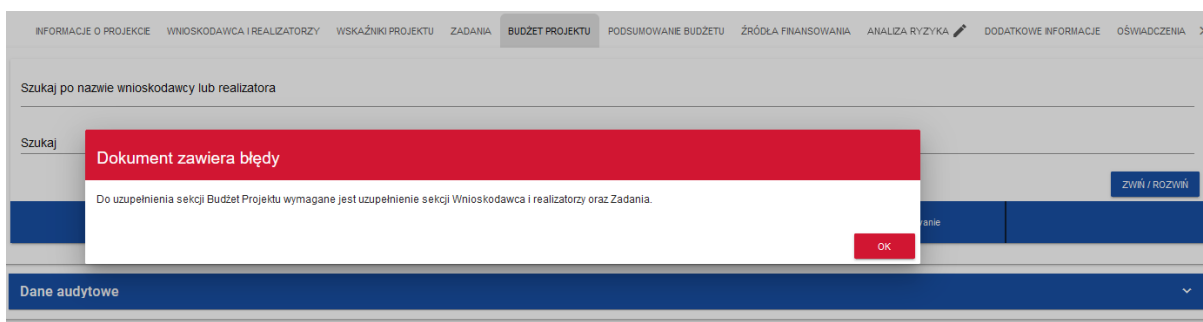 INFORMACJE O PROJEKCIE WNIOSKODAWCA I REALIZATORZY WSKAŹNIKI PROJEKTU ZADANIA BUDŻET PROJEKTU PODSUMOWANIE BUDŻETU ŹRÓDŁA FINANSOWANIA ANALIZA RYZYKA DODATKOWE INFORMACJE OŚWIADCZENIA
Szukaj po nazwie wnioskodawcy lub realizatora
Szukaj
Dokument zawiera błędy
ZWIŃ / ROZWIŃ
Do uzupełnienia sekcji Budżet Projektu wymagane jest uzupełnienie sekcji Wnioskodawca i realizatorzy oraz Zadania.
OK
Dane audytowe